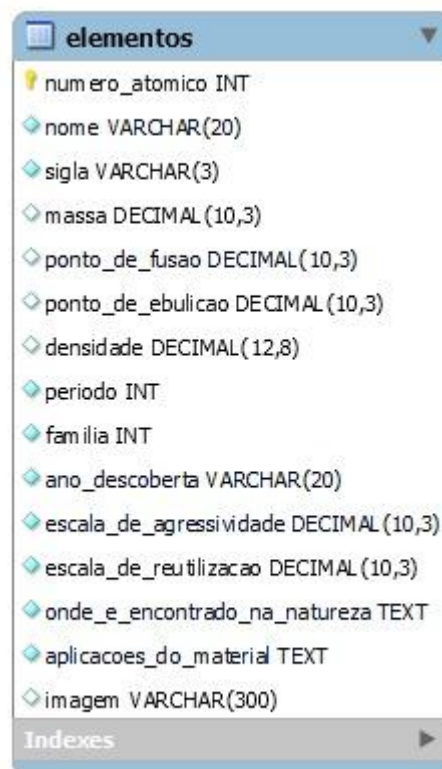 elementos
numero_atomico INT
nome VARCHAR(20)
sigla VARCHAR(3)
massa DECIMAL(10,3)
ponto_de_fusao DECIMAL(10,3)
ponto_de_ebulicao DECIMAL(10,3)
densidade DECIMAL(12,8)
periodo INT
familia INT
ano_descoberta VARCHAR(20)
escala_de_agressividade DECIMAL(10,3)
escala_de_reutilizacao DECIMAL(10,3)
onde_e_encontrado_na_natureza TEXT
aplicacoes_do_material TEXT
imagem VARCHAR(300)
Indexes